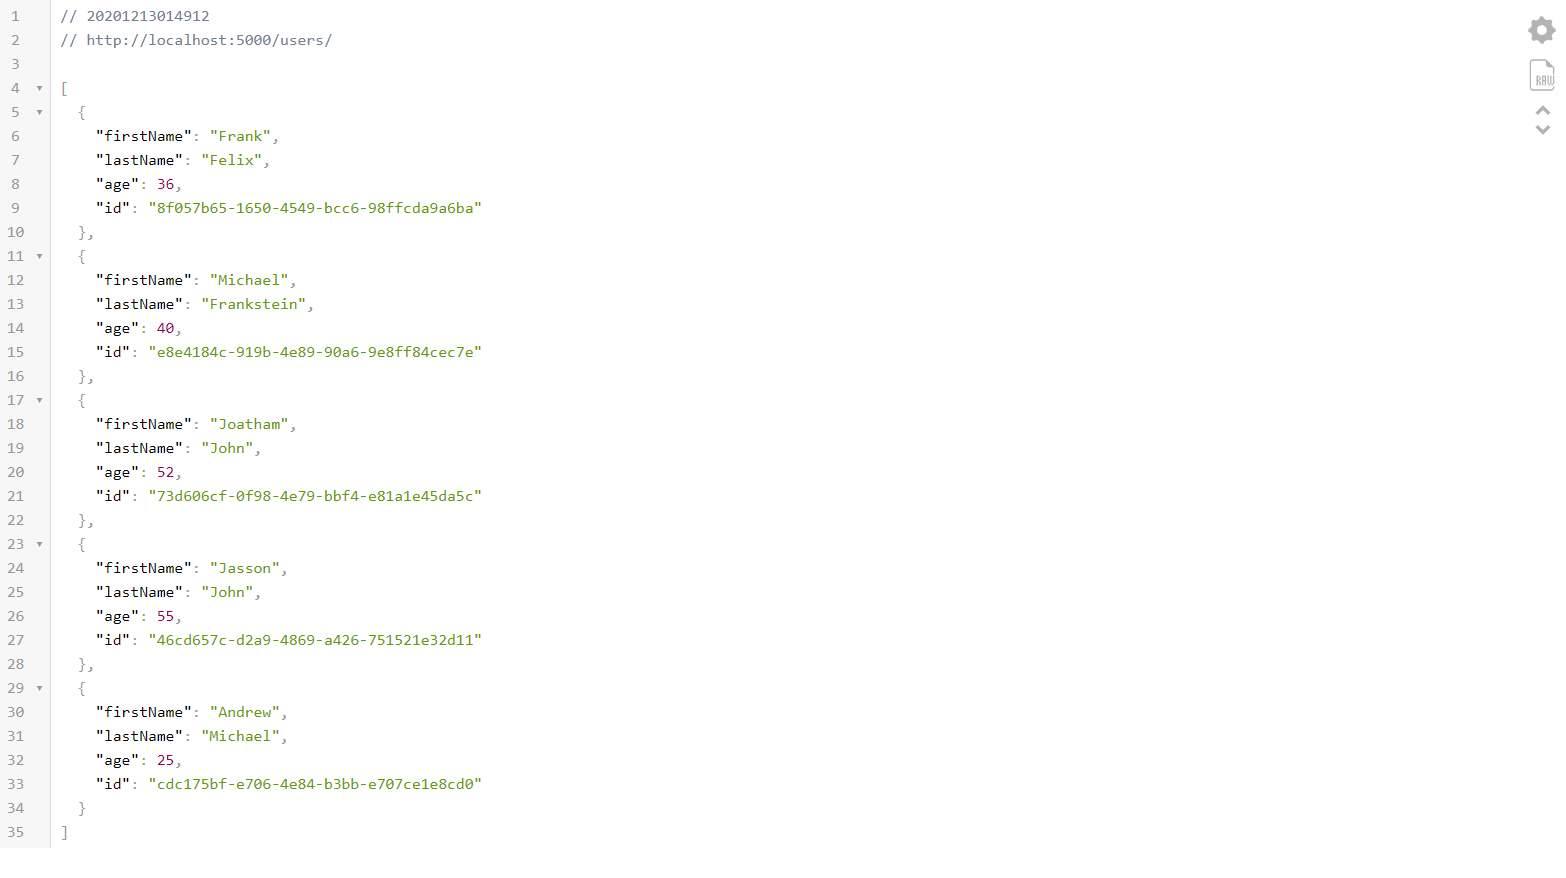 1 // 20201213014912
2 // http://localhost:5000/users/
3
4 [
5 {
6 "firstName": "Frank",
7 "lastName": "Felix",
8 "age": 36,
9 "id": "8f057b65-1650-4549-bcc6-98ffcda9a6ba"
10 },
11 {
12 "firstName": "Michael",
13 "lastName": "Frankstein",
14 "age": 40,
15 "id": "e8e4184c-919b-4e89-90a6-9e8ff84cec7e"
16 },
17 {
18 "firstName": "Joatham",
19 "lastName": "John",
20 "age": 52,
21 "id": "73d606cf-0f98-4e79-bbf4-e81a1e45da5c"
22 },
23 {
24 "firstName": "Jasson",
25 "lastName": "John",
26 "age": 55,
27 "id": "46cd657c-d2a9-4869-a426-751521e32d11"
28 },
29 {
30 "firstName": "Andrew",
31 "lastName": "Michael",
32 "age": 25,
33 "id": "cdc175bf-e706-4e84-b3bb-e707ce1e8cd0"
34 }
35 ]
RAW